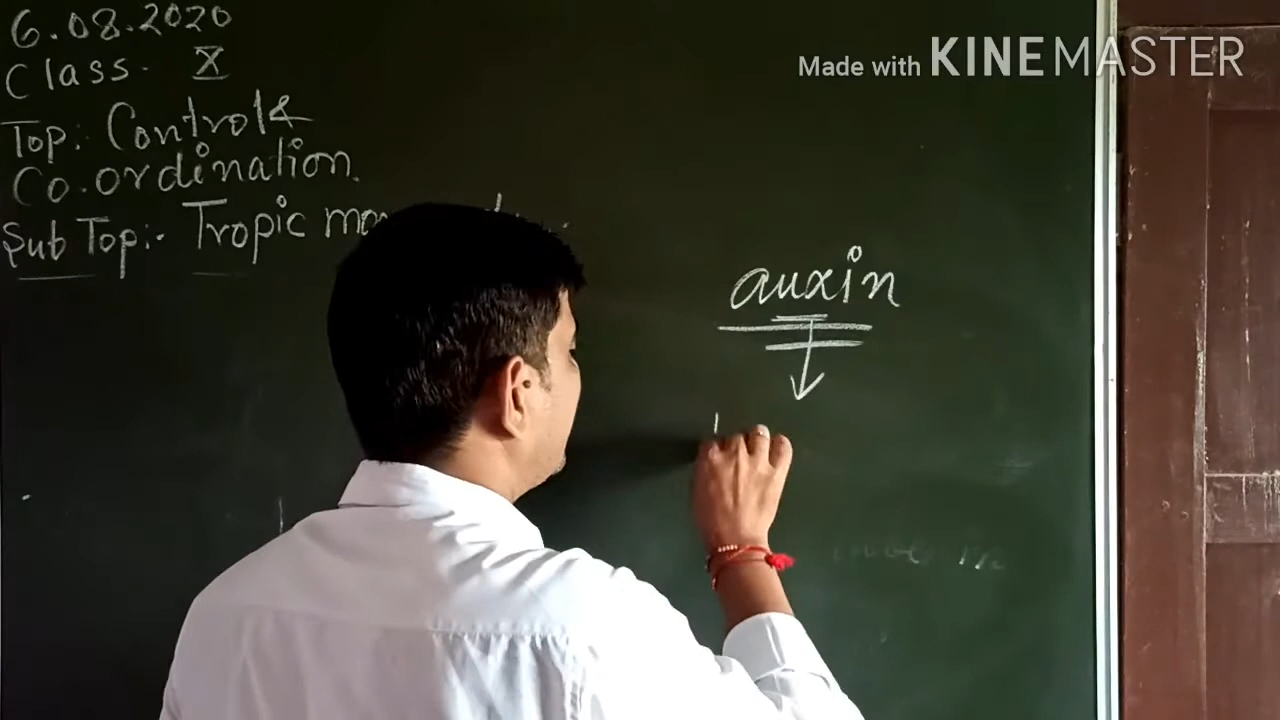 6.08.2020
Class- X
Top:- Control &
Co-ordination.
Sub Top:- Tropic
auxin
Made with KINEMASTER